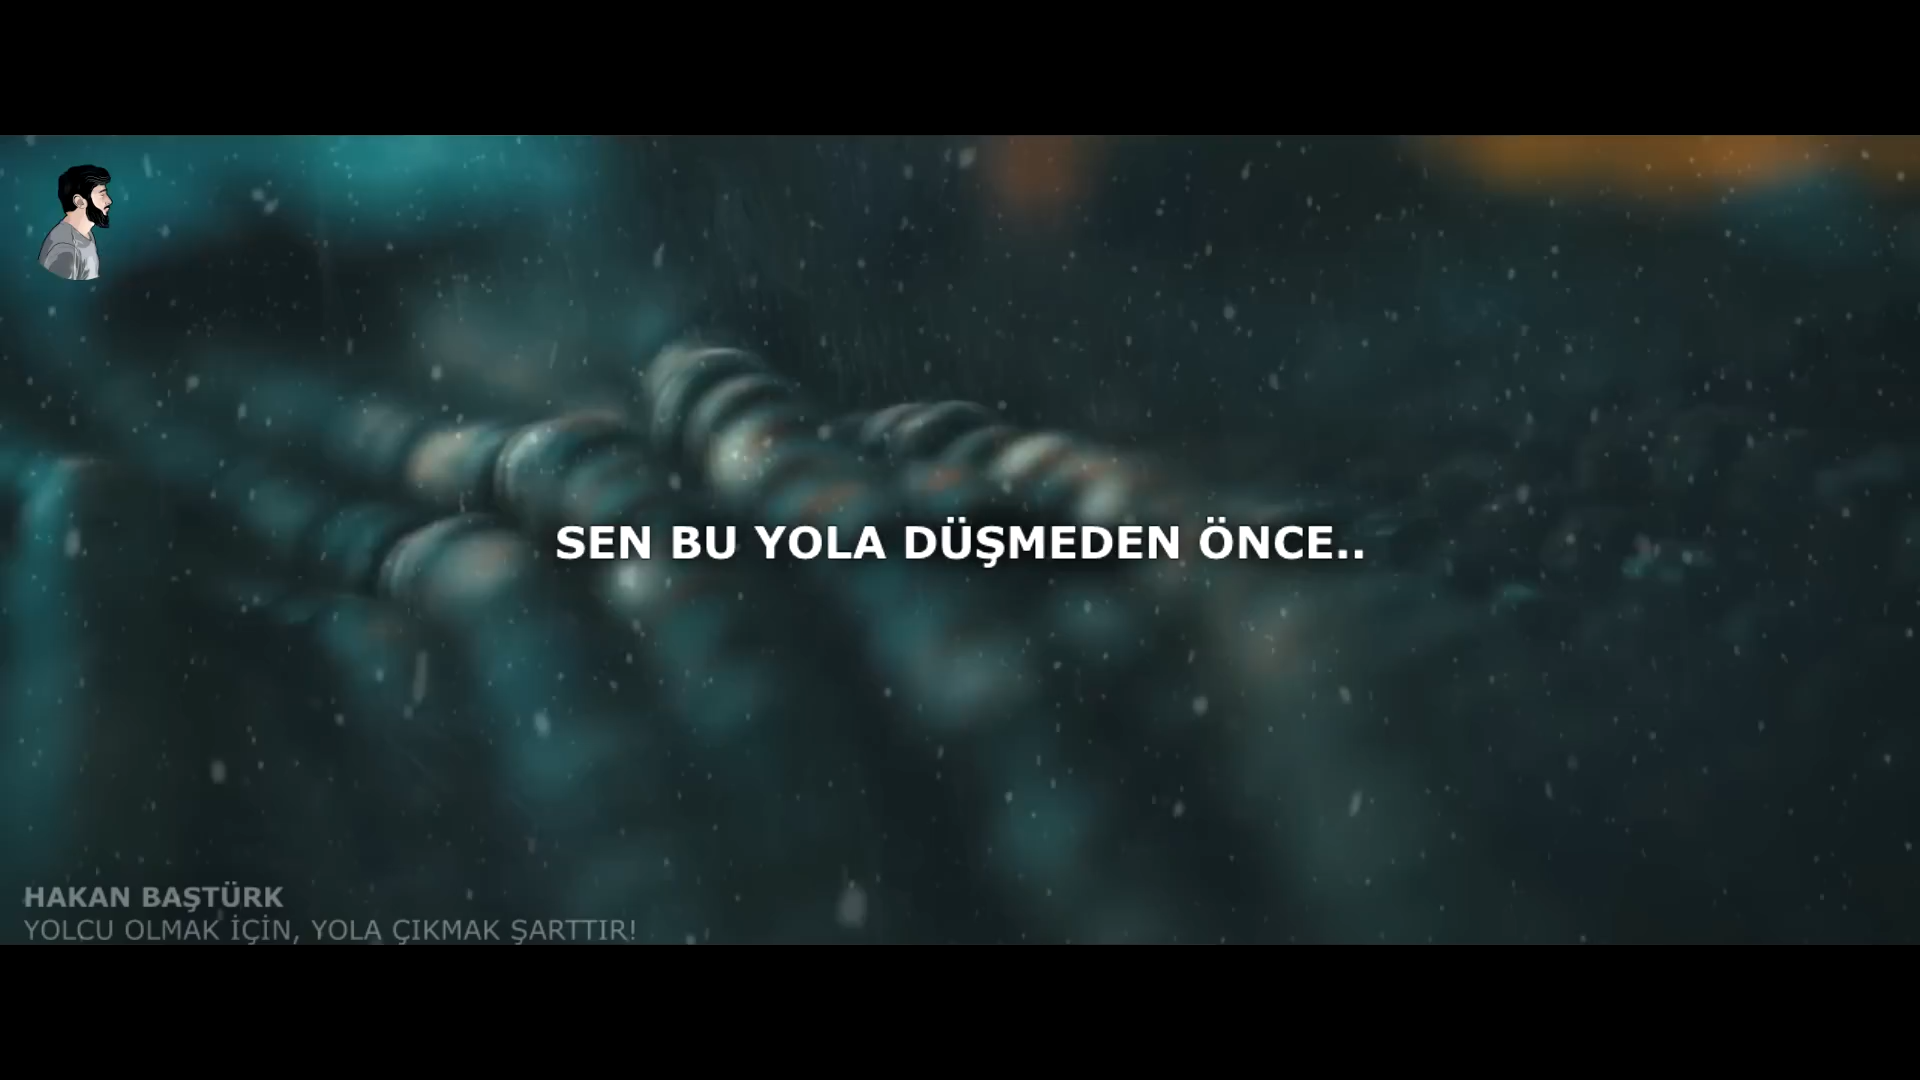 SEN BU YOLA DÜŞMEDEN ÖNCE..
HAKAN BAŞTÜRK
YOLCU OLMAK İÇİN, YOLA ÇIKMAK ŞARTTIR!